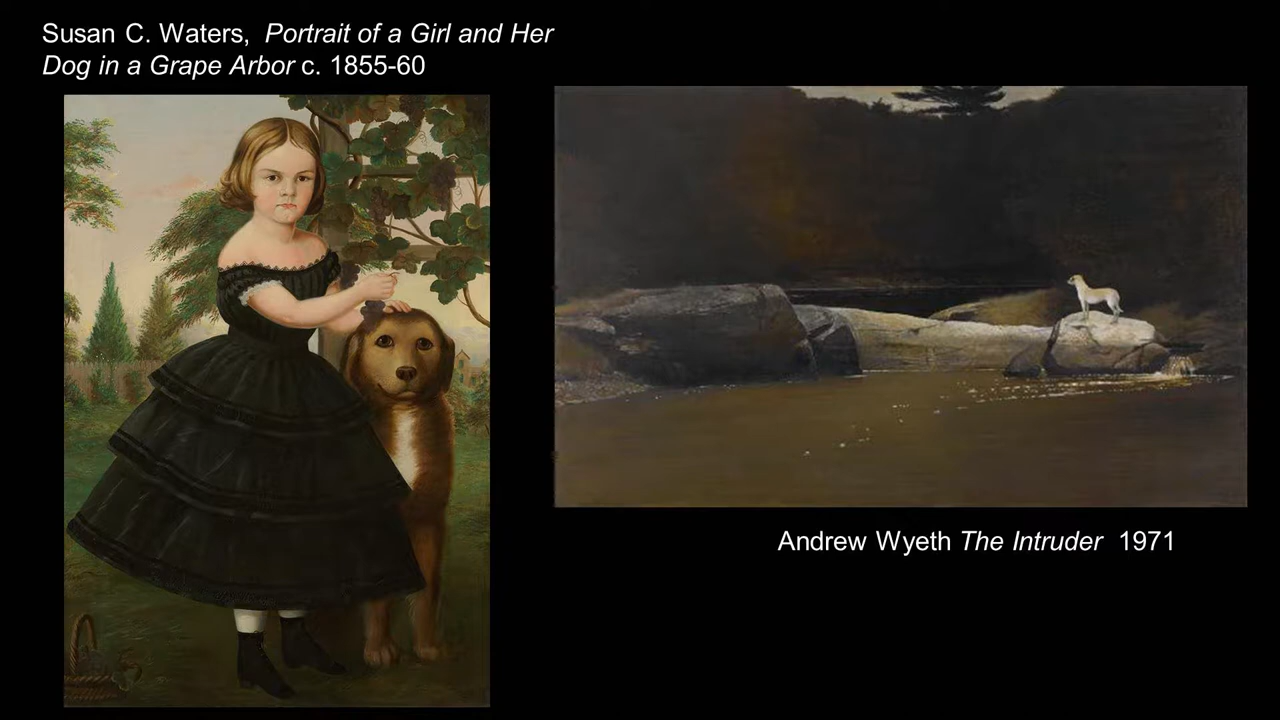 Susan C. Waters, Portrait of a Girl and Her
Dog in a Grape Arbor c. 1855-60
Andrew Wyeth The Intruder 1971